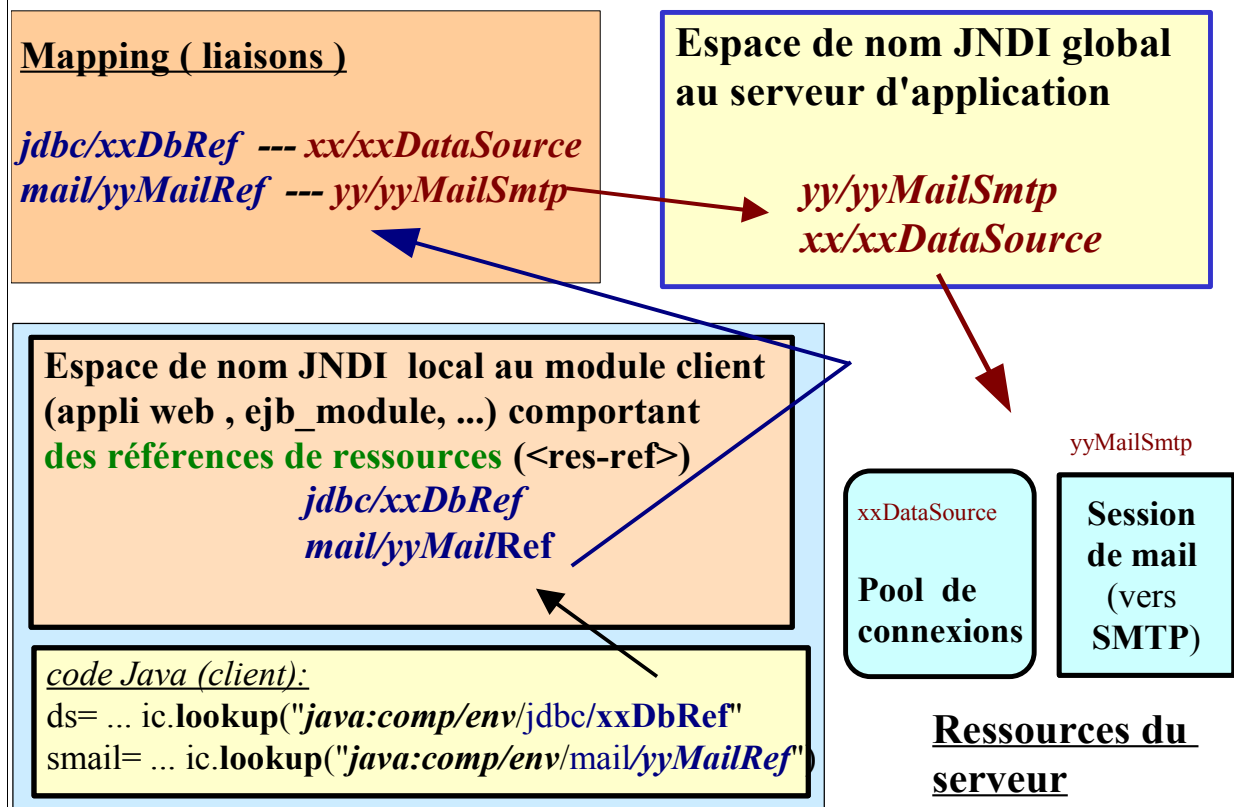 Mapping ( liaisons )
jdbc/xxDbRef --- xx/xxDataSource
mail/yyMailRef --- yy/yyMailSmtp
Espace de nom JNDI global
au serveur d'application
yy/yyMailSmtp
xx/xxDataSource
Espace de nom JNDI local au module client
(appli web , ejb_module, ...) comportant
des références de ressources (<res-ref>)
jdbc/xxDbRef
mail/yyMailRef
code Java (client):
ds= ... ic.lookup("java:comp/env/jdbc/xxDbRef"
smail= ... ic.lookup("java:comp/env/mail/yyMailRef")
xxDataSource
Pool de
connexions
yyMailSmtp
Session
de mail
(vers
SMTP)
Ressources du
serveur